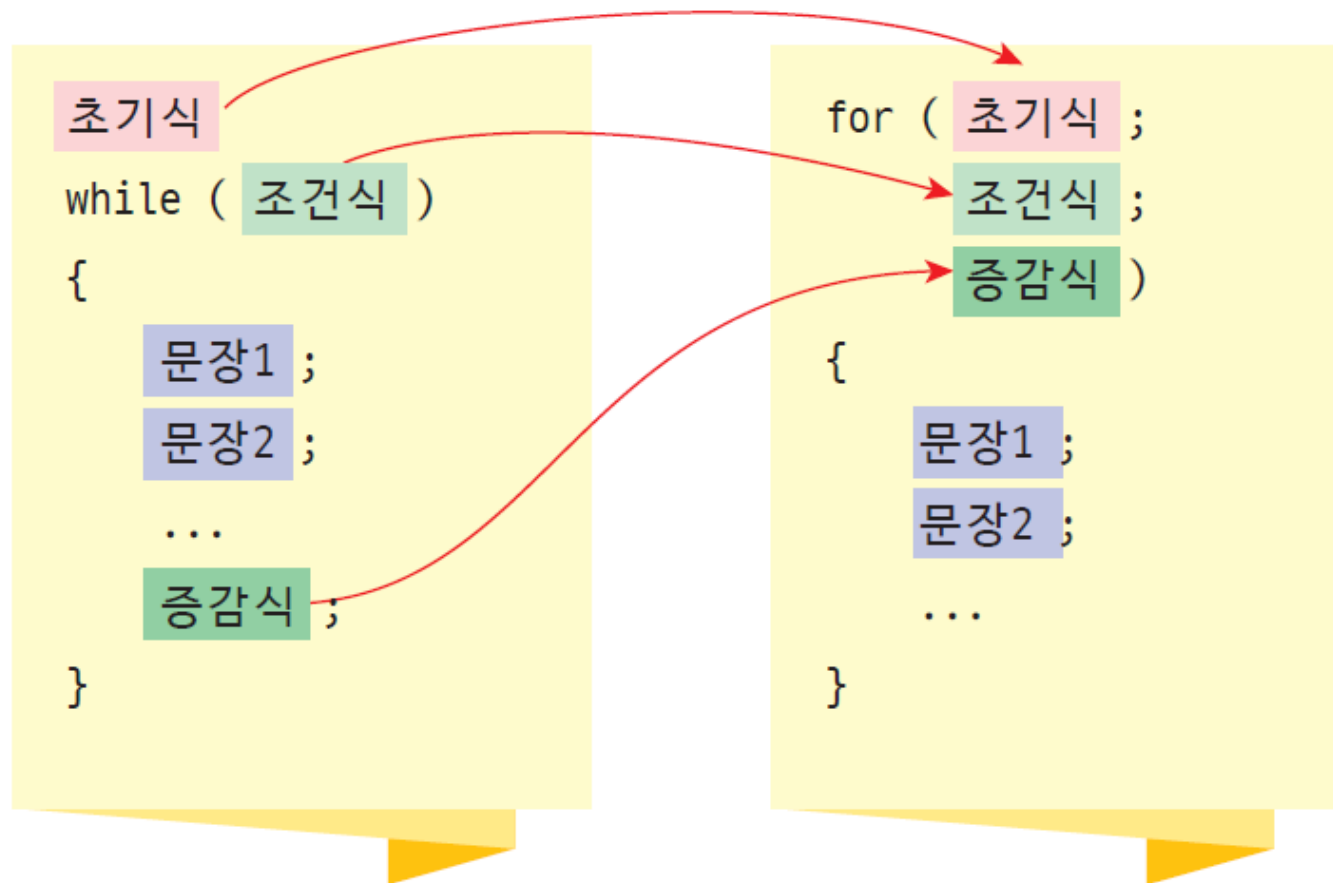 초기식
while ( 조건식 )
{
문장1 ;
문장2 ;
...
증감식 ;
}
for ( 초기식 ;
조건식 ;
증감식 )
{
문장1 ;
문장2 ;
...
}